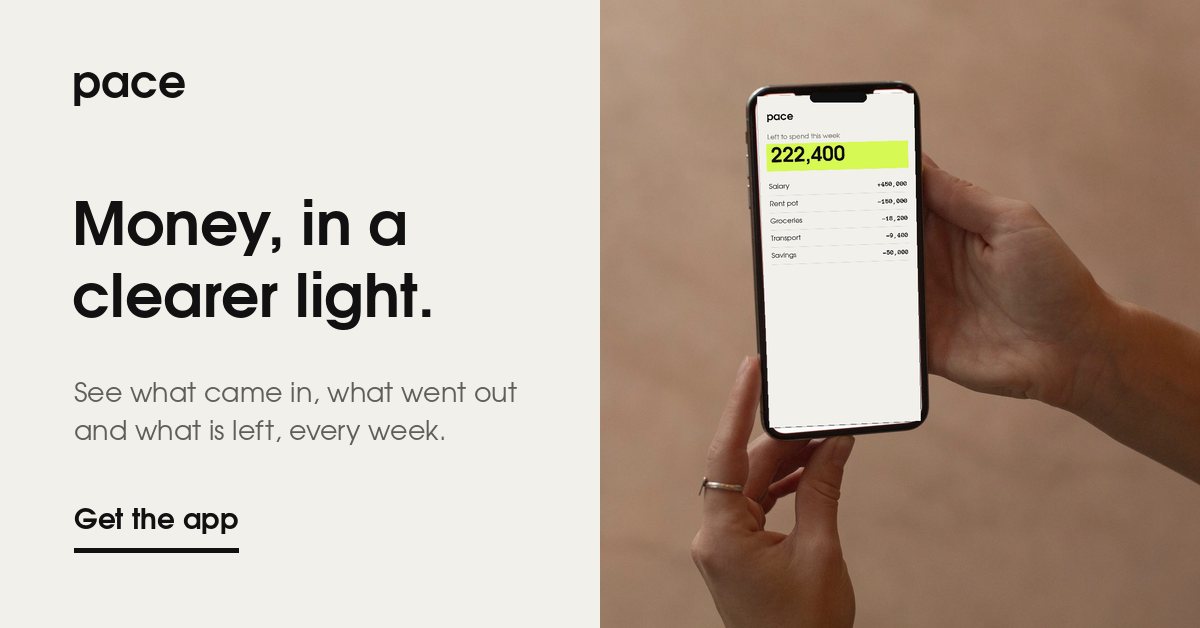 pace
Money, in a
clearer light.
See what came in, what went out
and what is left, every week.
Get the app
pace
Left to spend this week
222,400
Salary +450,000
Rent pot -150,000
Groceries -18,200
Transport -9,400
Savings -50,000